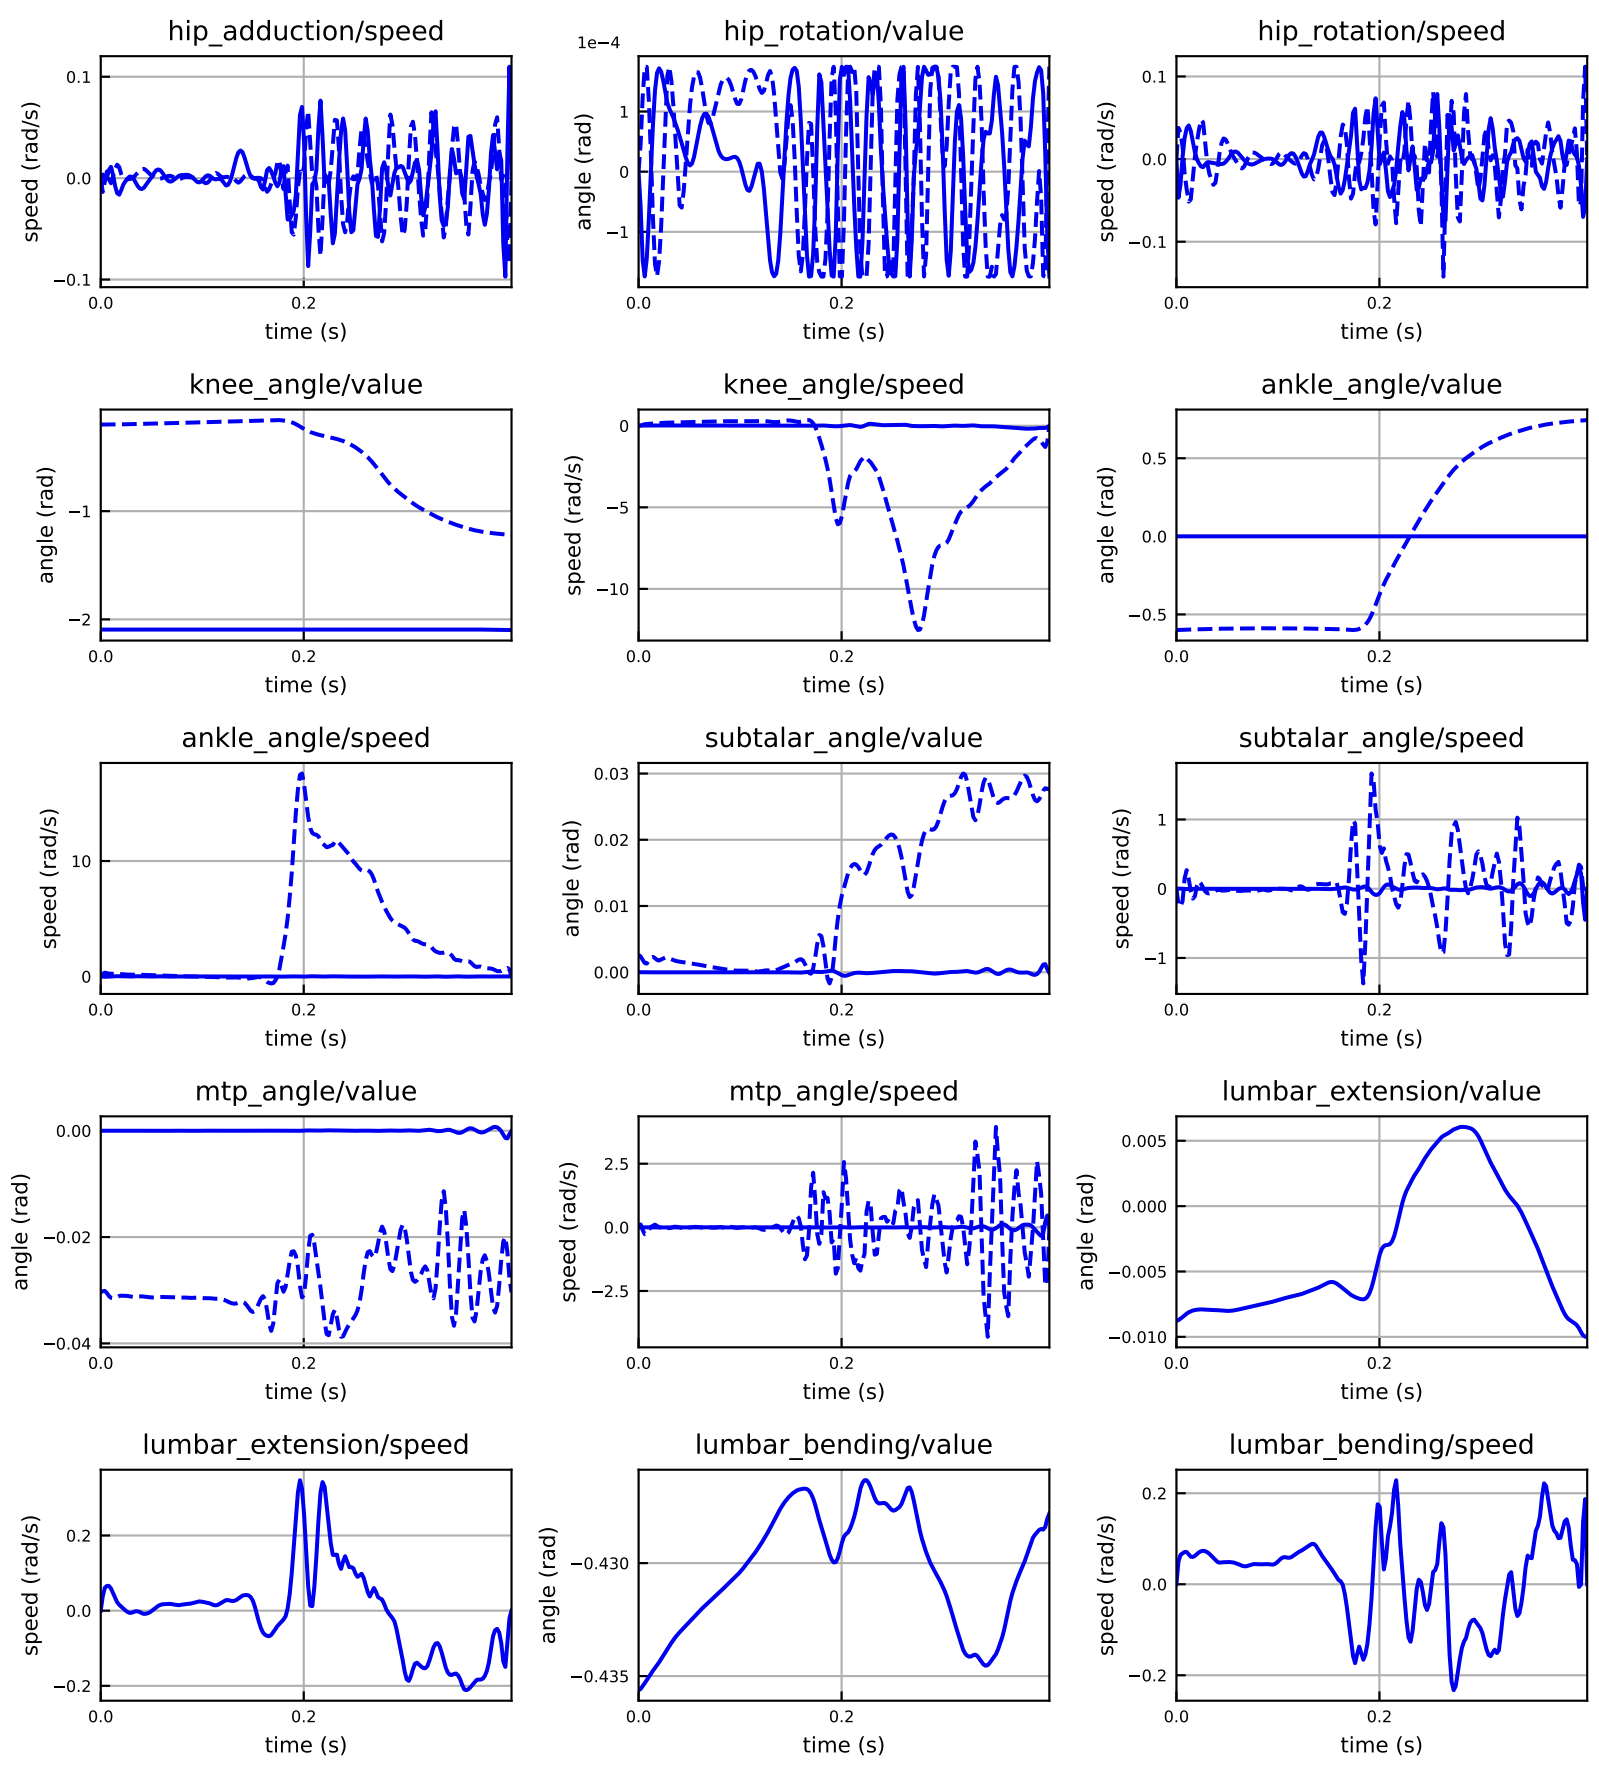 hip_adduction/speed
speed (rad/s)
0.1
0.0
−0.1
0.0
0.2
time (s)
hip_rotation/value
1e−4
angle (rad)
1
0
−1
0.0
0.2
time (s)
hip_rotation/speed
speed (rad/s)
0.1
0.0
−0.1
0.0
0.2
time (s)
knee_angle/value
angle (rad)
−1
−2
0.0
0.2
time (s)
knee_angle/speed
speed (rad/s)
0
−5
−10
0.0
0.2
time (s)
ankle_angle/value
angle (rad)
0.5
0.0
−0.5
0.0
0.2
time (s)
ankle_angle/speed
speed (rad/s)
10
0
0.0
0.2
time (s)
subtalar_angle/value
angle (rad)
0.03
0.02
0.01
0.00
0.0
0.2
time (s)
subtalar_angle/speed
speed (rad/s)
1
0
−1
0.0
0.2
time (s)
mtp_angle/value
angle (rad)
0.00
−0.02
−0.04
0.0
0.2
time (s)
mtp_angle/speed
speed (rad/s)
2.5
0.0
−2.5
0.0
0.2
time (s)
lumbar_extension/value
angle (rad)
0.005
0.000
−0.005
−0.010
0.0
0.2
time (s)
lumbar_extension/speed
speed (rad/s)
0.2
0.0
−0.2
0.0
0.2
time (s)
lumbar_bending/value
angle (rad)
−0.430
−0.435
0.0
0.2
time (s)
lumbar_bending/speed
speed (rad/s)
0.2
0.0
−0.2
0.0
0.2
time (s)